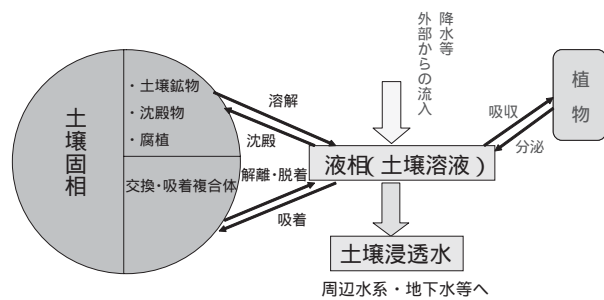 土壌固相
・土壌鉱物
・沈殿物
・腐植
交換・吸着複合体
溶解
沈殿
解離・脱着
吸着
降水等
外部からの流入
液相(土壌溶液)
吸収
分泌
植物
土壌浸透水
周辺水系・地下水等へ